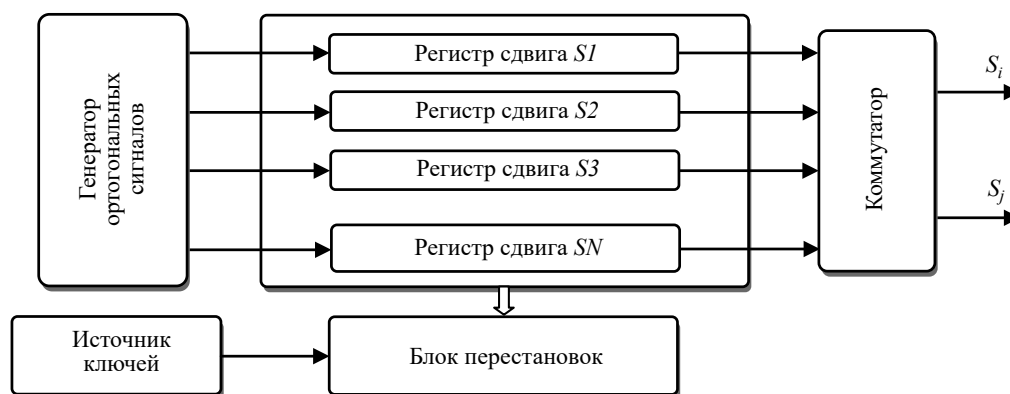 Генератор
ортогональных
сигналов
Регистр сдвига S1
Регистр сдвига S2
Регистр сдвига S3
Регистр сдвига SN
Коммутатор
Si
Sj
Источник
ключей
Блок перестановок